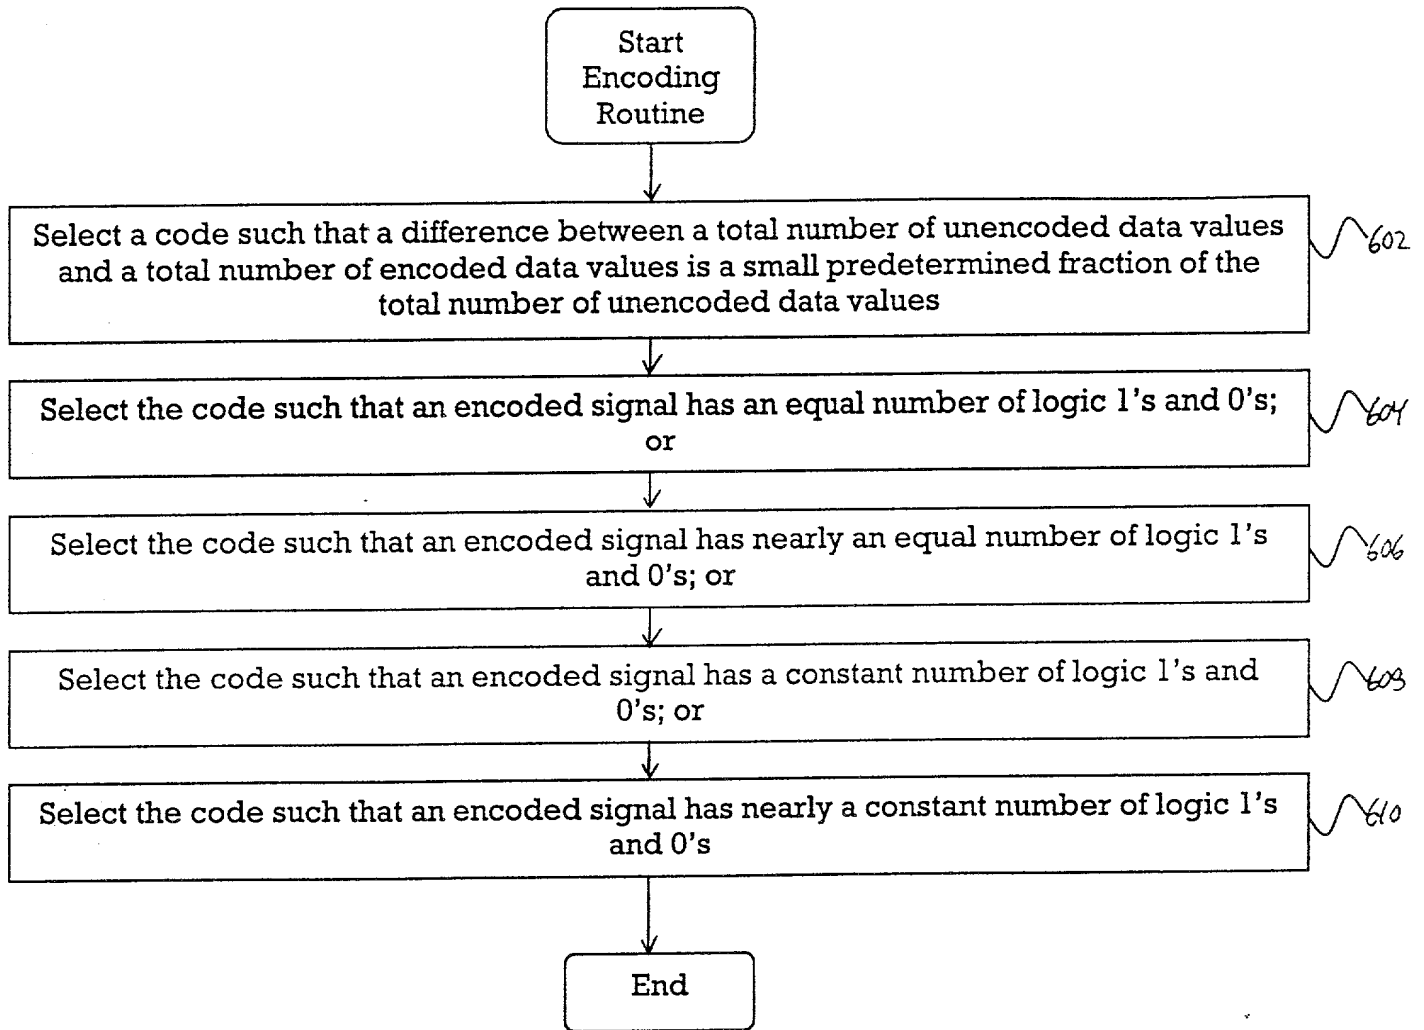 Start
Encoding
Routine
Select a code such that a difference between a total number of unencoded data values
and a total number of encoded data values is a small predetermined fraction of the
total number of unencoded data values
602
Select the code such that an encoded signal has an equal number of logic 1's and 0's;
or
604
Select the code such that an encoded signal has nearly an equal number of logic 1's
and 0's; or
606
Select the code such that an encoded signal has a constant number of logic 1's and
0's; or
608
Select the code such that an encoded signal has nearly a constant number of logic 1's
and 0's
610
End